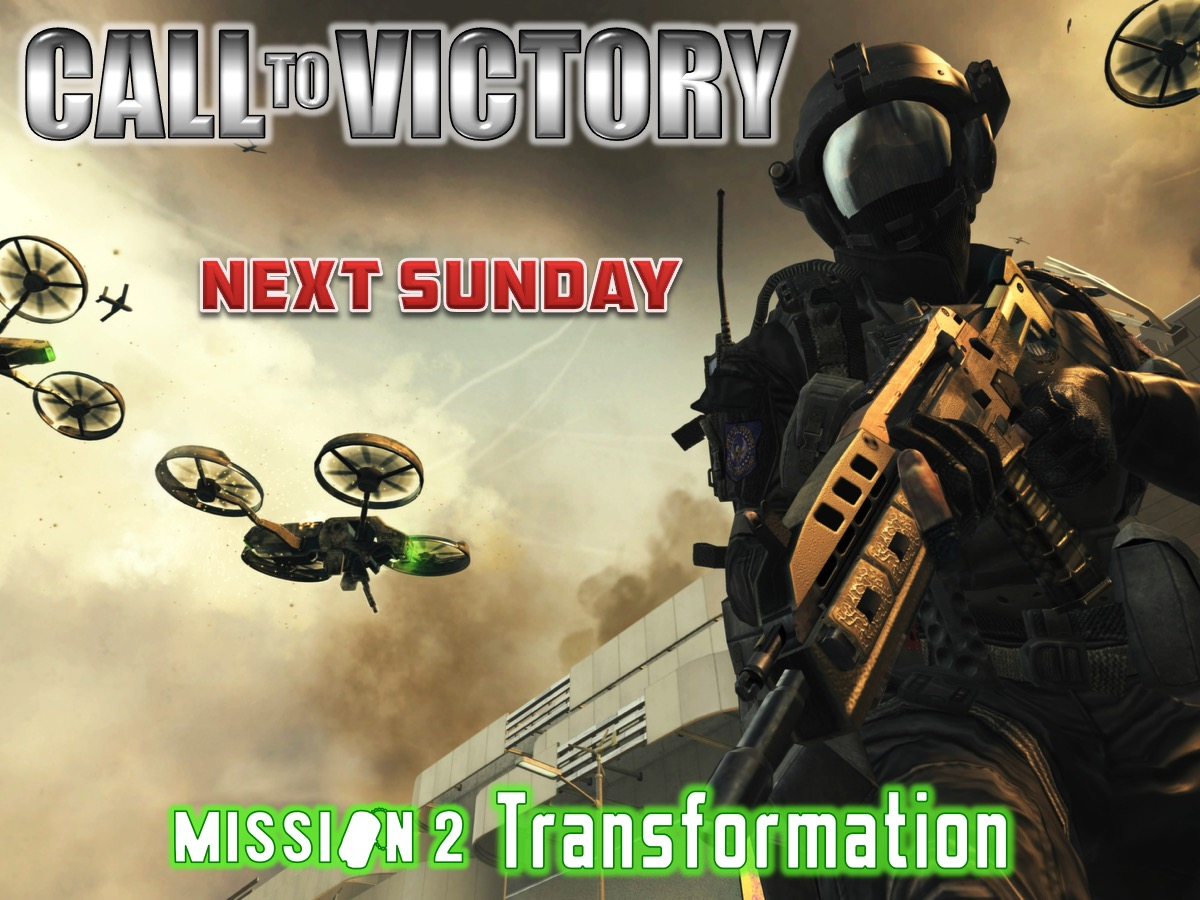 CALL TO VICTORY
NEXT SUNDAY
MISSION 2 Transformation